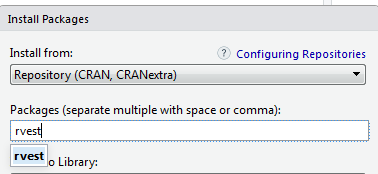 Install Packages
Install from:
? Configuring Repositories
Repository (CRAN, CRANextra)
Packages (separate multiple with space or comma):
rvest
rvest
o Library: